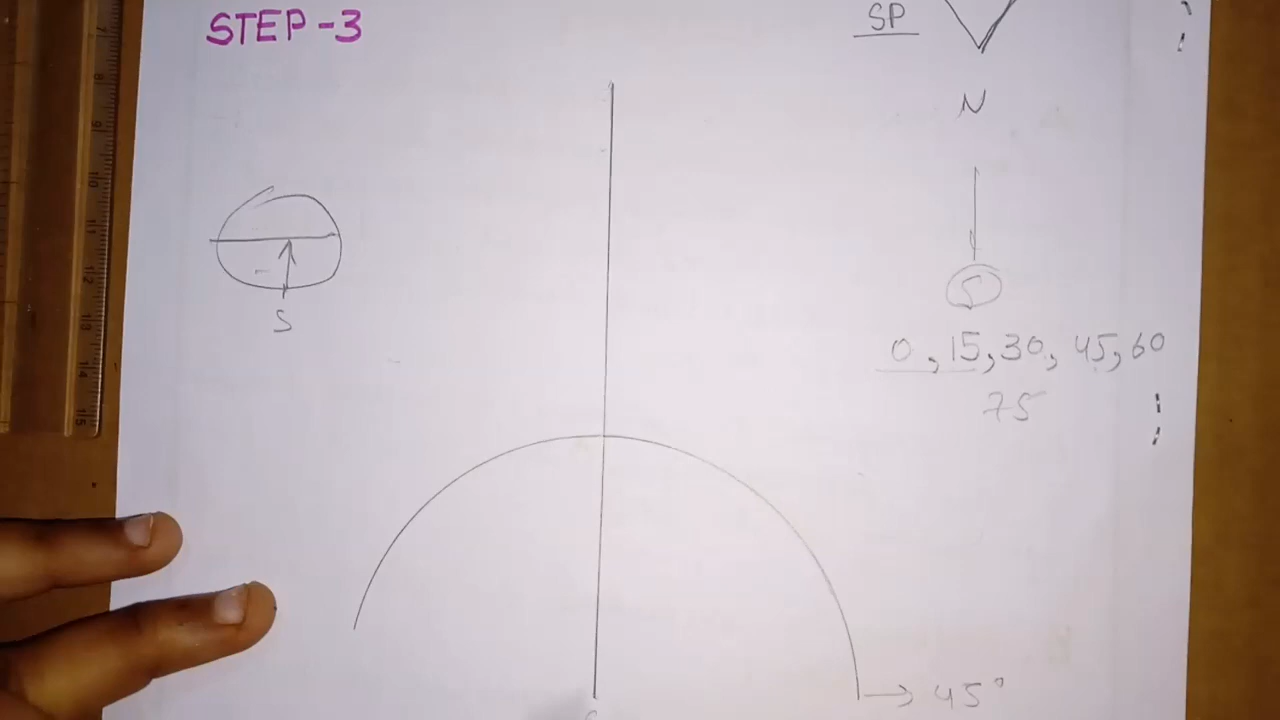 STEP-3
SP
N
S
S
0, 15, 30, 45, 60
75
→ 45°